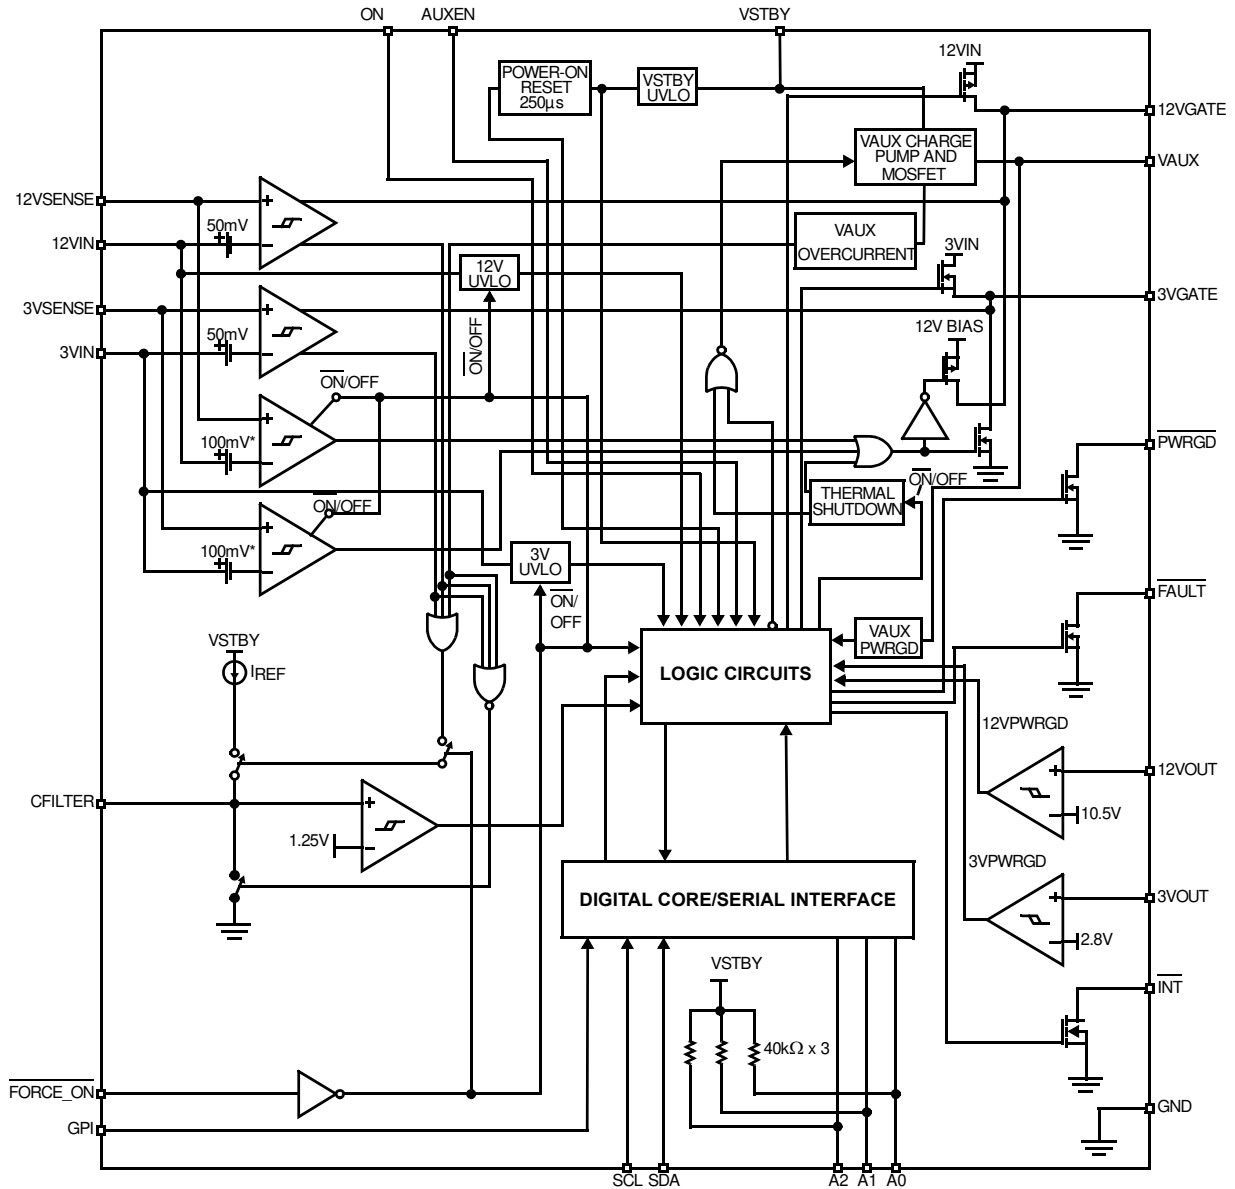 ON
AUXEN
VSTBY
12VIN
POWER-ON
RESET
250µs
VSTBY
UVLO
12VGATE
VAUX CHARGE
PUMP AND
MOSFET
VAUX
12VSENSE
+
50mV
+
12VIN
−
VAUX
OVERCURRENT
3VIN
12V
UVLO
3VSENSE
+
3VGATE
50mV
+
3VIN
−
ON/OFF
12V BIAS
ON/OFF
+
100mV*
+
−
PWRGD
ON/OFF
THERMAL
SHUTDOWN
ON/OFF
+
100mV*
+
−
3V
UVLO
ON/
OFF
FAULT
VSTBY
IREF
VAUX
PWRGD
LOGIC CIRCUITS
12VPWRGD
+
12VOUT
−
10.5V
CFILTER
+
1.25V
−
3VPWRGD
DIGITAL CORE/SERIAL INTERFACE
+
3VOUT
−
2.8V
VSTBY
INT
40kΩ x 3
FORCE_ON
GND
GPI
SCL
SDA
A2
A1
A0